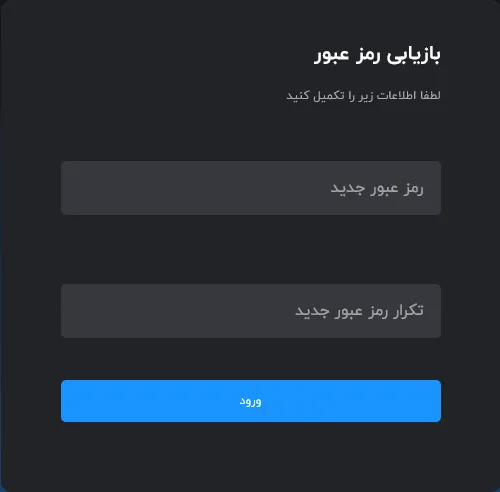 بازیابی رمز عبور
لطفا اطلاعات زیر را تکمیل کنید
رمز عبور جدید
تکرار رمز عبور جدید
ورود